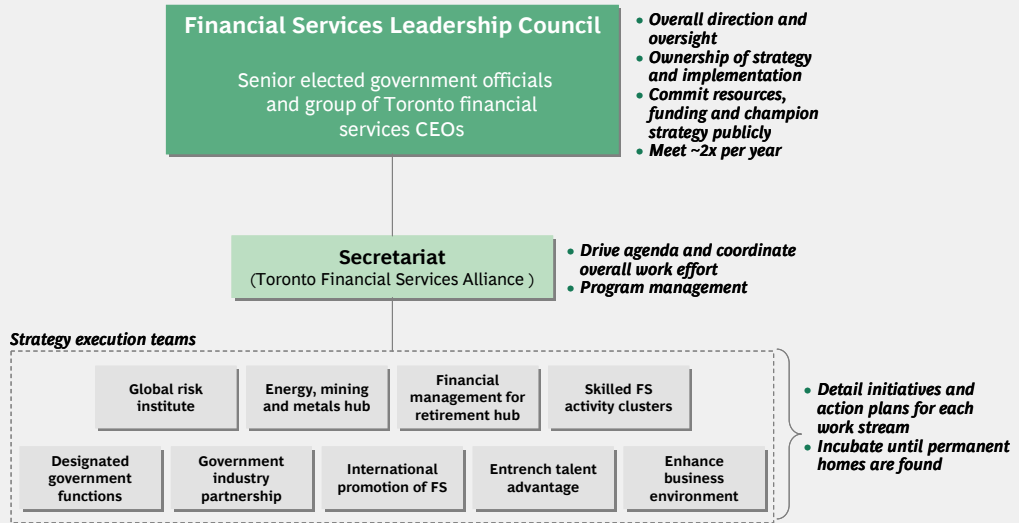 Financial Services Leadership Council
Senior elected government officials
and group of Toronto financial
services CEOs
• Overall direction and
oversight
• Ownership of strategy
and implementation
• Commit resources,
funding and champion
strategy publicly
• Meet ~2x per year
Secretariat
(Toronto Financial Services Alliance )
• Drive agenda and coordinate
overall work effort
• Program management
Strategy execution teams
Global risk
institute
Energy, mining
and metals hub
Financial
management for
retirement hub
Skilled FS
activity clusters
Designated
government
functions
Government
industry
partnership
International
promotion of FS
Entrench talent
advantage
Enhance
business
environment
• Detail initiatives and
action plans for each
work stream
• Incubate until permanent
homes are found